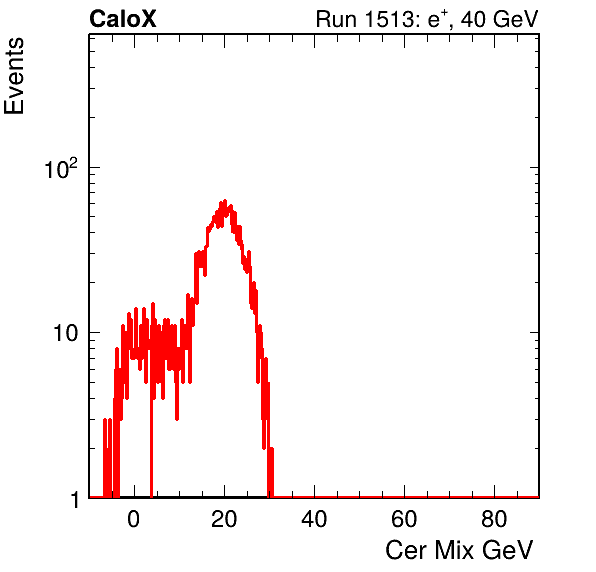 CaloX Run 1513: e⁺, 40 GeV
Events
10²
10
1
0 20 40 60 80
Cer Mix GeV